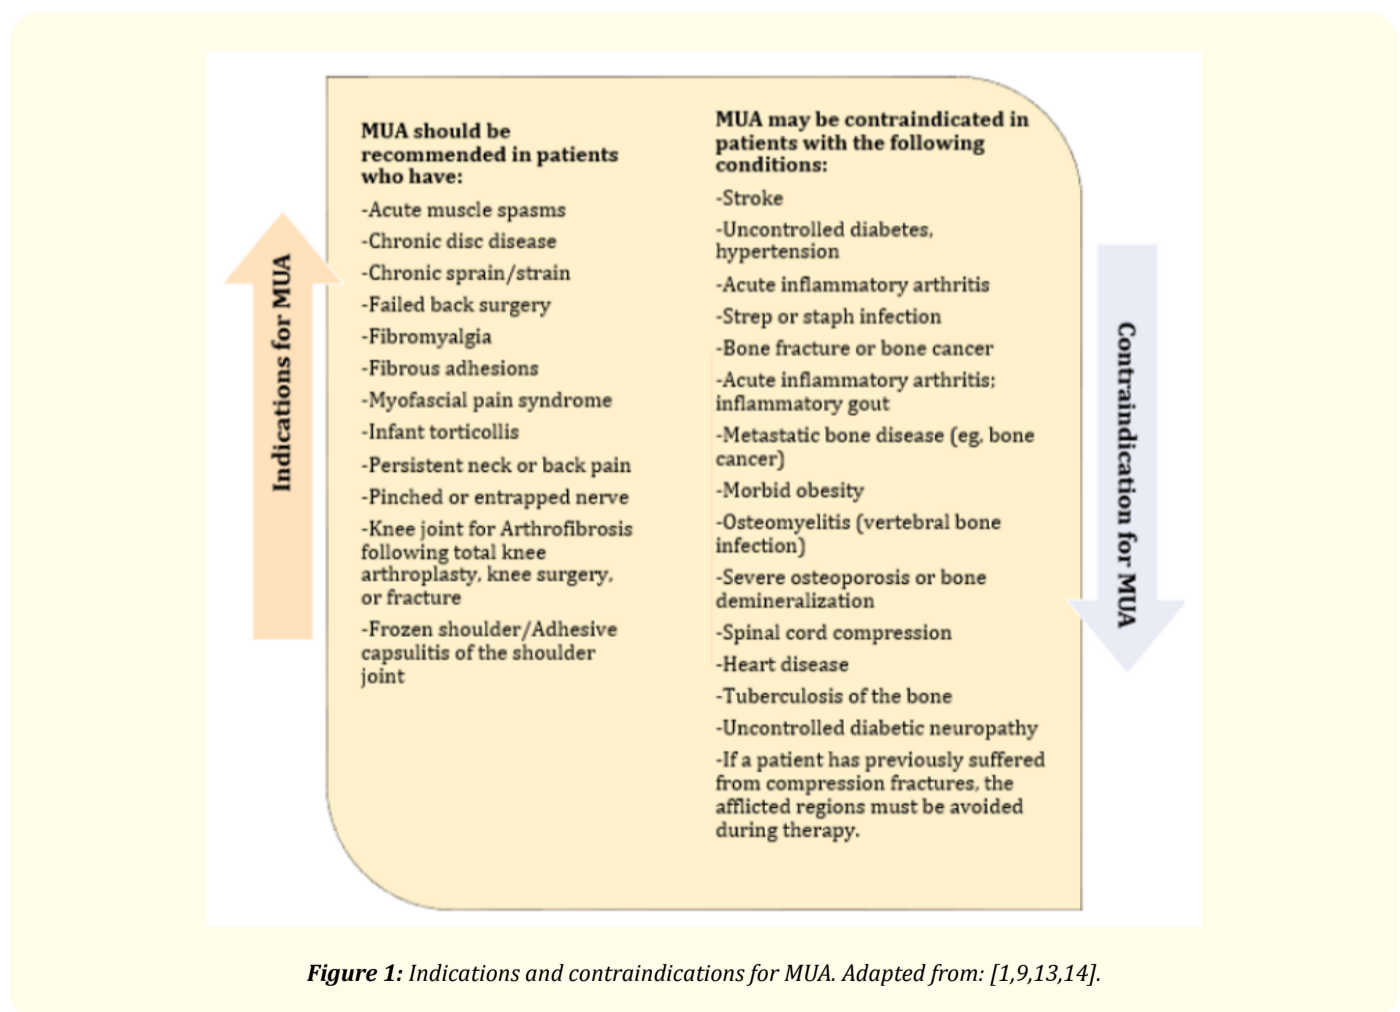 Indications for MUA
MUA should be
recommended in patients
who have:
-Acute muscle spasms
-Chronic disc disease
-Chronic sprain/strain
-Failed back surgery
-Fibromyalgia
-Fibrous adhesions
-Myofascial pain syndrome
-Infant torticollis
-Persistent neck or back pain
-Pinched or entrapped nerve
-Knee joint for Arthrofibrosis
following total knee
arthroplasty, knee surgery,
or fracture
-Frozen shoulder/Adhesive
capsulitis of the shoulder
joint
MUA may be contraindicated in
patients with the following
conditions:
-Stroke
-Uncontrolled diabetes,
hypertension
-Acute inflammatory arthritis
-Strep or staph infection
-Bone fracture or bone cancer
-Acute inflammatory arthritis;
inflammatory gout
-Metastatic bone disease (eg, bone
cancer)
-Morbid obesity
-Osteomyelitis (vertebral bone
infection)
-Severe osteoporosis or bone
demineralization
-Spinal cord compression
-Heart disease
-Tuberculosis of the bone
-Uncontrolled diabetic neuropathy
-If a patient has previously suffered
from compression fractures, the
afflicted regions must be avoided
during therapy.
Contraindication for MUA
Figure 1: Indications and contraindications for MUA. Adapted from: [1,9,13,14].